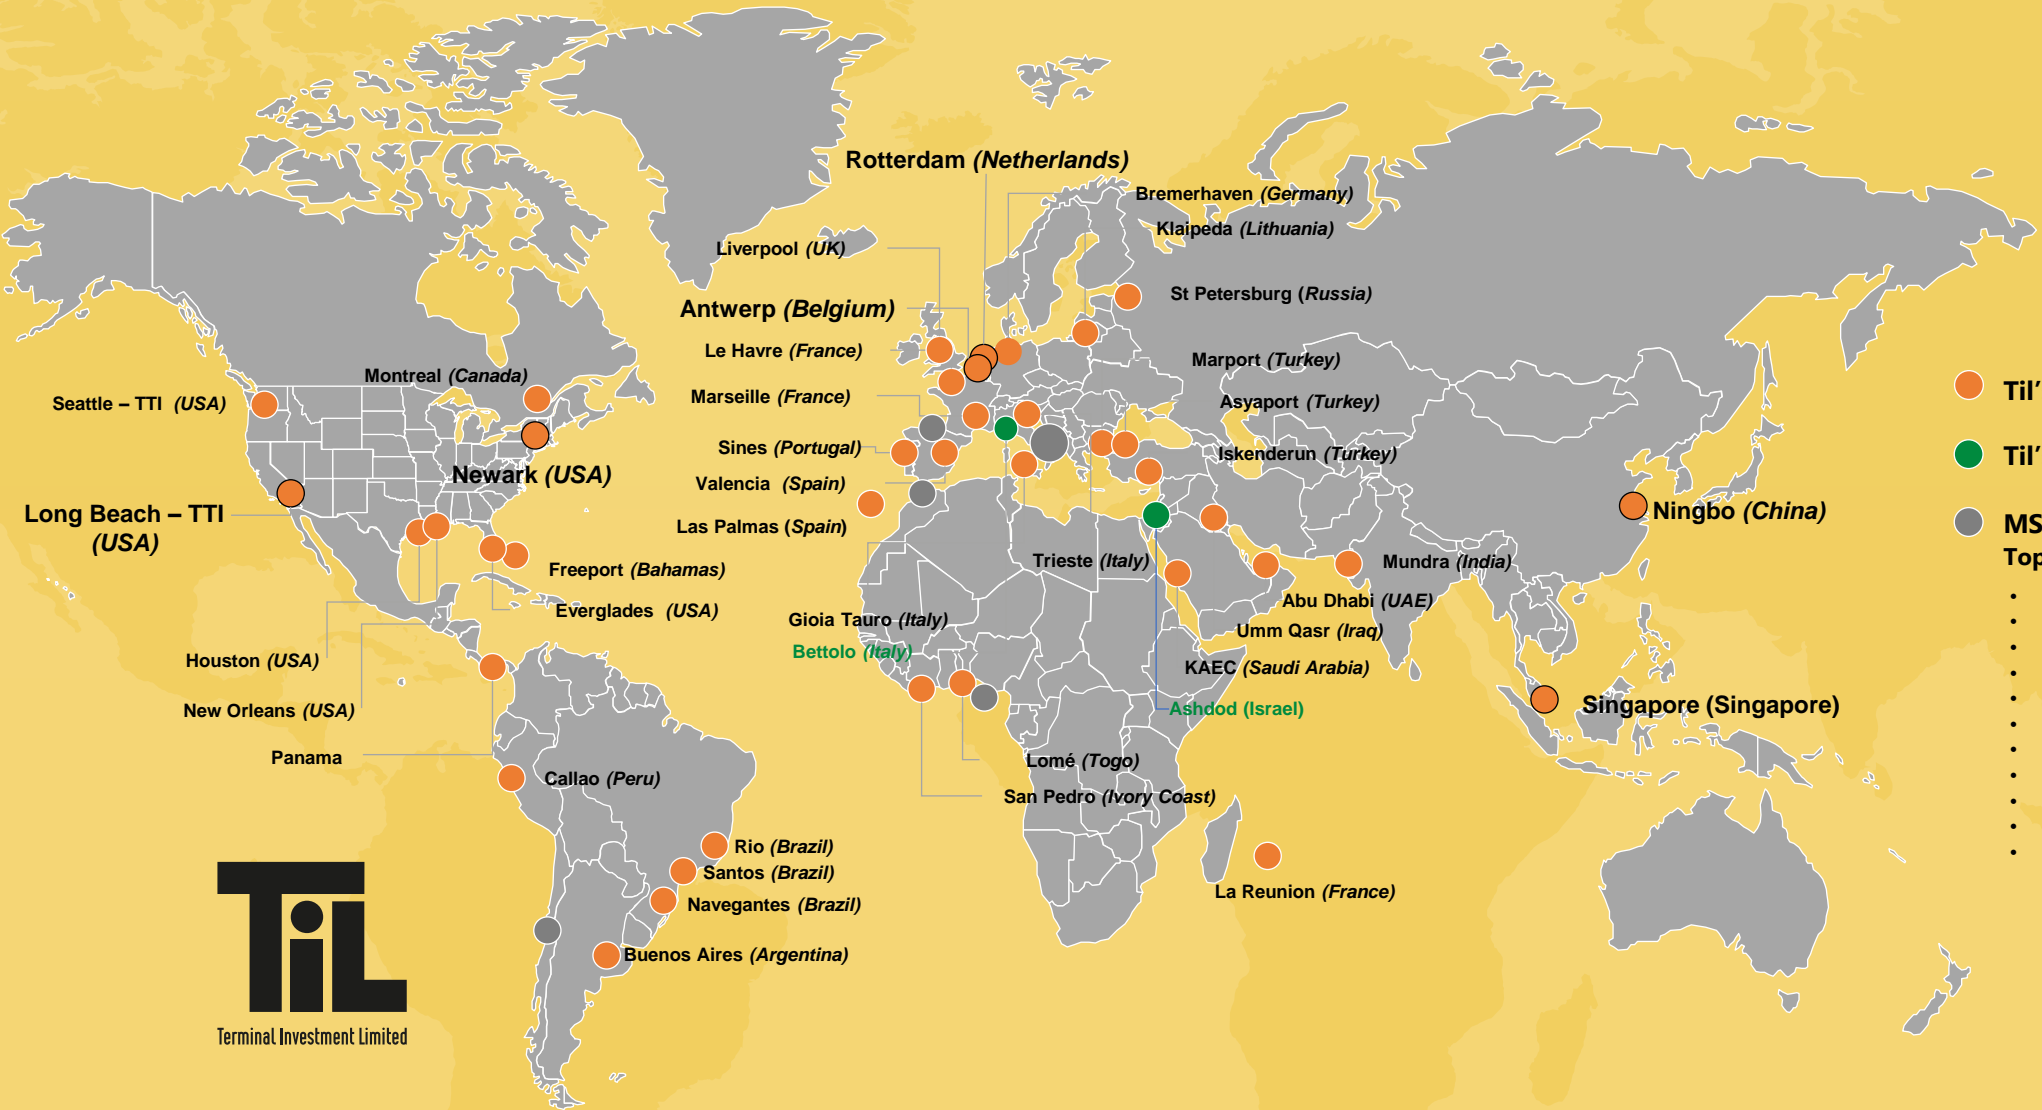 Rotterdam (Netherlands)
Bremerhaven (Germany)
Klaipeda (Lithuania)
Liverpool (UK)
St Petersburg (Russia)
Antwerp (Belgium)
Le Havre (France)
Marport (Turkey)
Montreal (Canada)
Seattle – TTI (USA)
Marseille (France)
Asyaport (Turkey)
Til'
Sines (Portugal)
Iskenderun (Turkey)
Til'
Newark (USA)
Valencia (Spain)
Long Beach – TTI
(USA)
Las Palmas (Spain)
Ningbo (China)
MS
Top
Freeport (Bahamas)
Trieste (Italy)
Mundra (India)
Everglades (USA)
Abu Dhabi (UAE)
Gioia Tauro (Italy)
Umm Qasr (Iraq)
Bettolo (Italy)
Houston (USA)
KAEC (Saudi Arabia)
New Orleans (USA)
Ashdod (Israel)
Singapore (Singapore)
Panama
Lomé (Togo)
Callao (Peru)
San Pedro (Ivory Coast)
Rio (Brazil)
Santos (Brazil)
La Reunion (France)
Navegantes (Brazil)
Buenos Aires (Argentina)
TiL
Terminal Investment Limited